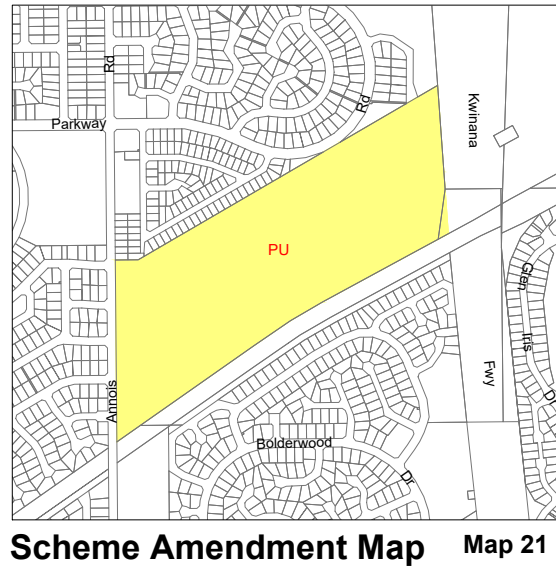 Rd
Parkway
Rd
Kwinana
PU
Glen
Iris
Dr
Fwy
Annois
Bolderwood
Dr
Scheme Amendment Map Map 21